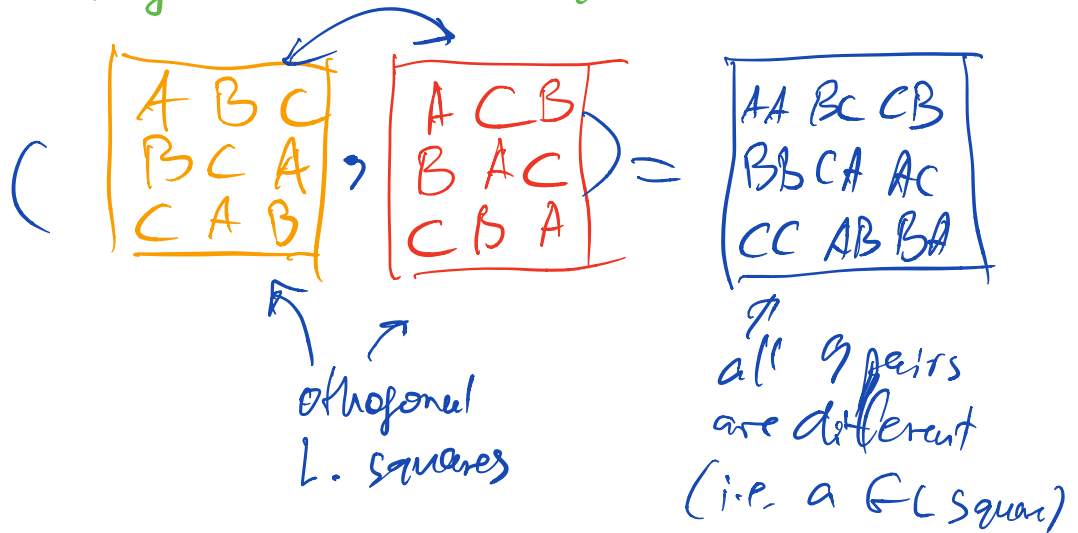 ( A B C , A C B ) = AA BC CB
B C A B A C BB CA AC
C A B C B A CC AB BA
othogonal
L. squares
all 9 pairs
are different
(i.e. a GL square)